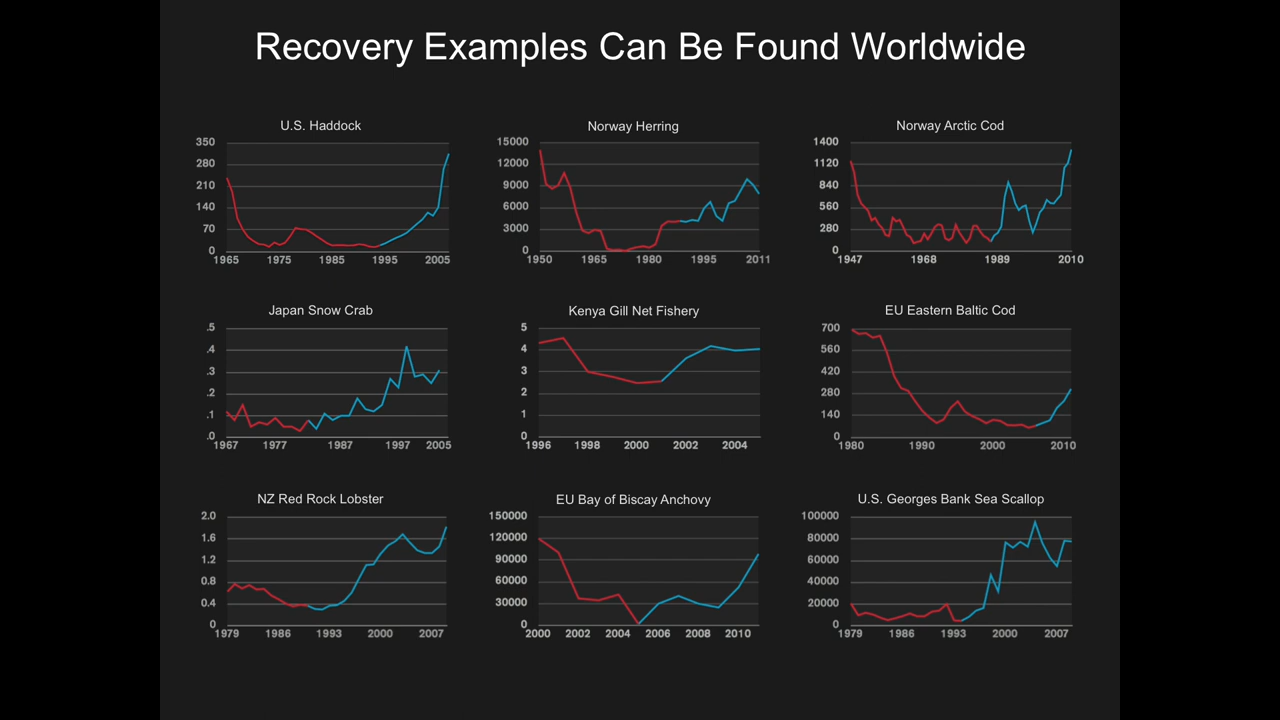 Recovery Examples Can Be Found Worldwide
U.S. Haddock
350
280
210
140
70
0
1965 1975 1985 1995 2005
Norway Herring
15000
12000
9000
6000
3000
0
1950 1965 1980 1995 2011
Norway Arctic Cod
1400
1120
840
560
280
0
1947 1968 1989 2010
Japan Snow Crab
.5
.4
.3
.2
.1
.0
1967 1977 1987 1997 2005
Kenya Gill Net Fishery
5
4
3
2
1
0
1996 1998 2000 2002 2004
EU Eastern Baltic Cod
700
560
420
280
140
0
1980 1990 2000 2010
NZ Red Rock Lobster
2.0
1.6
1.2
0.8
0.4
0
1979 1986 1993 2000 2007
EU Bay of Biscay Anchovy
150000
120000
90000
60000
30000
0
2000 2002 2004 2006 2008 2010
U.S. Georges Bank Sea Scallop
100000
80000
60000
40000
20000
0
1979 1986 1993 2000 2007